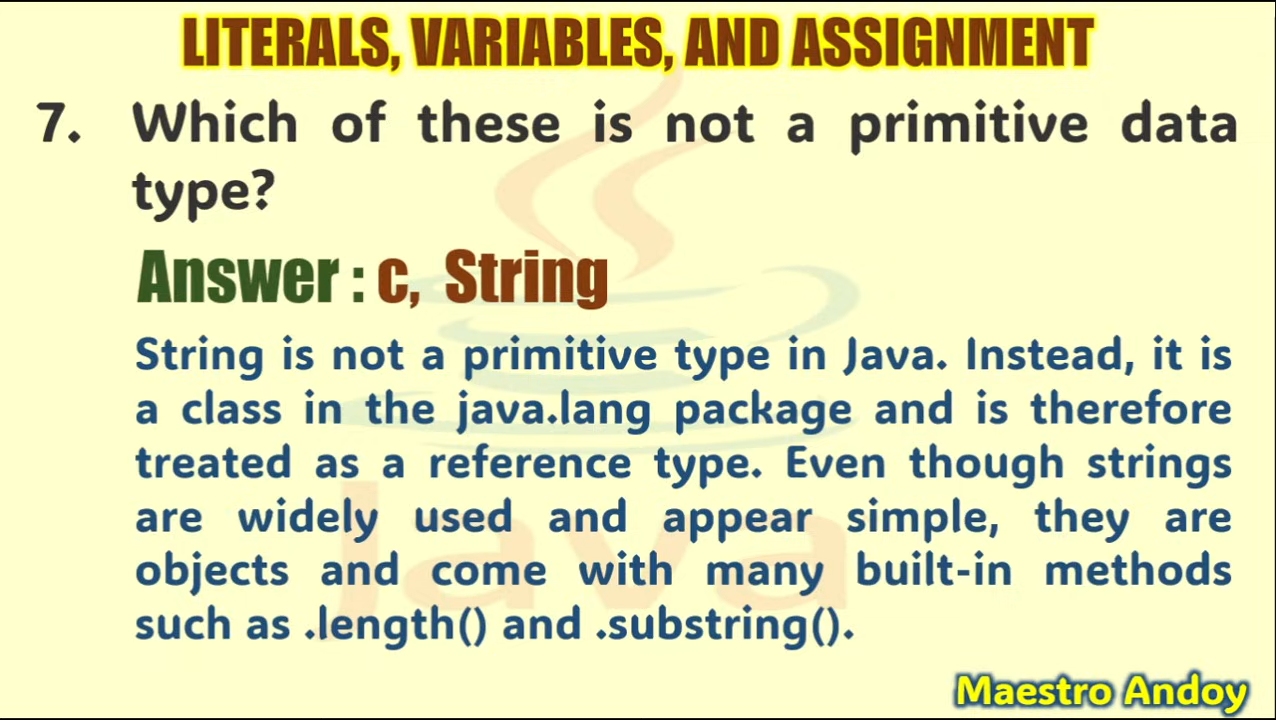 LITERALS, VARIABLES, AND ASSIGNMENT
7. Which of these is not a primitive data
type?
Answer : c, String
String is not a primitive type in Java. Instead, it is
a class in the java.lang package and is therefore
treated as a reference type. Even though strings
are widely used and appear simple, they are
objects and come with many built-in methods
such as .length() and .substring().
Java
Maestro Andoy